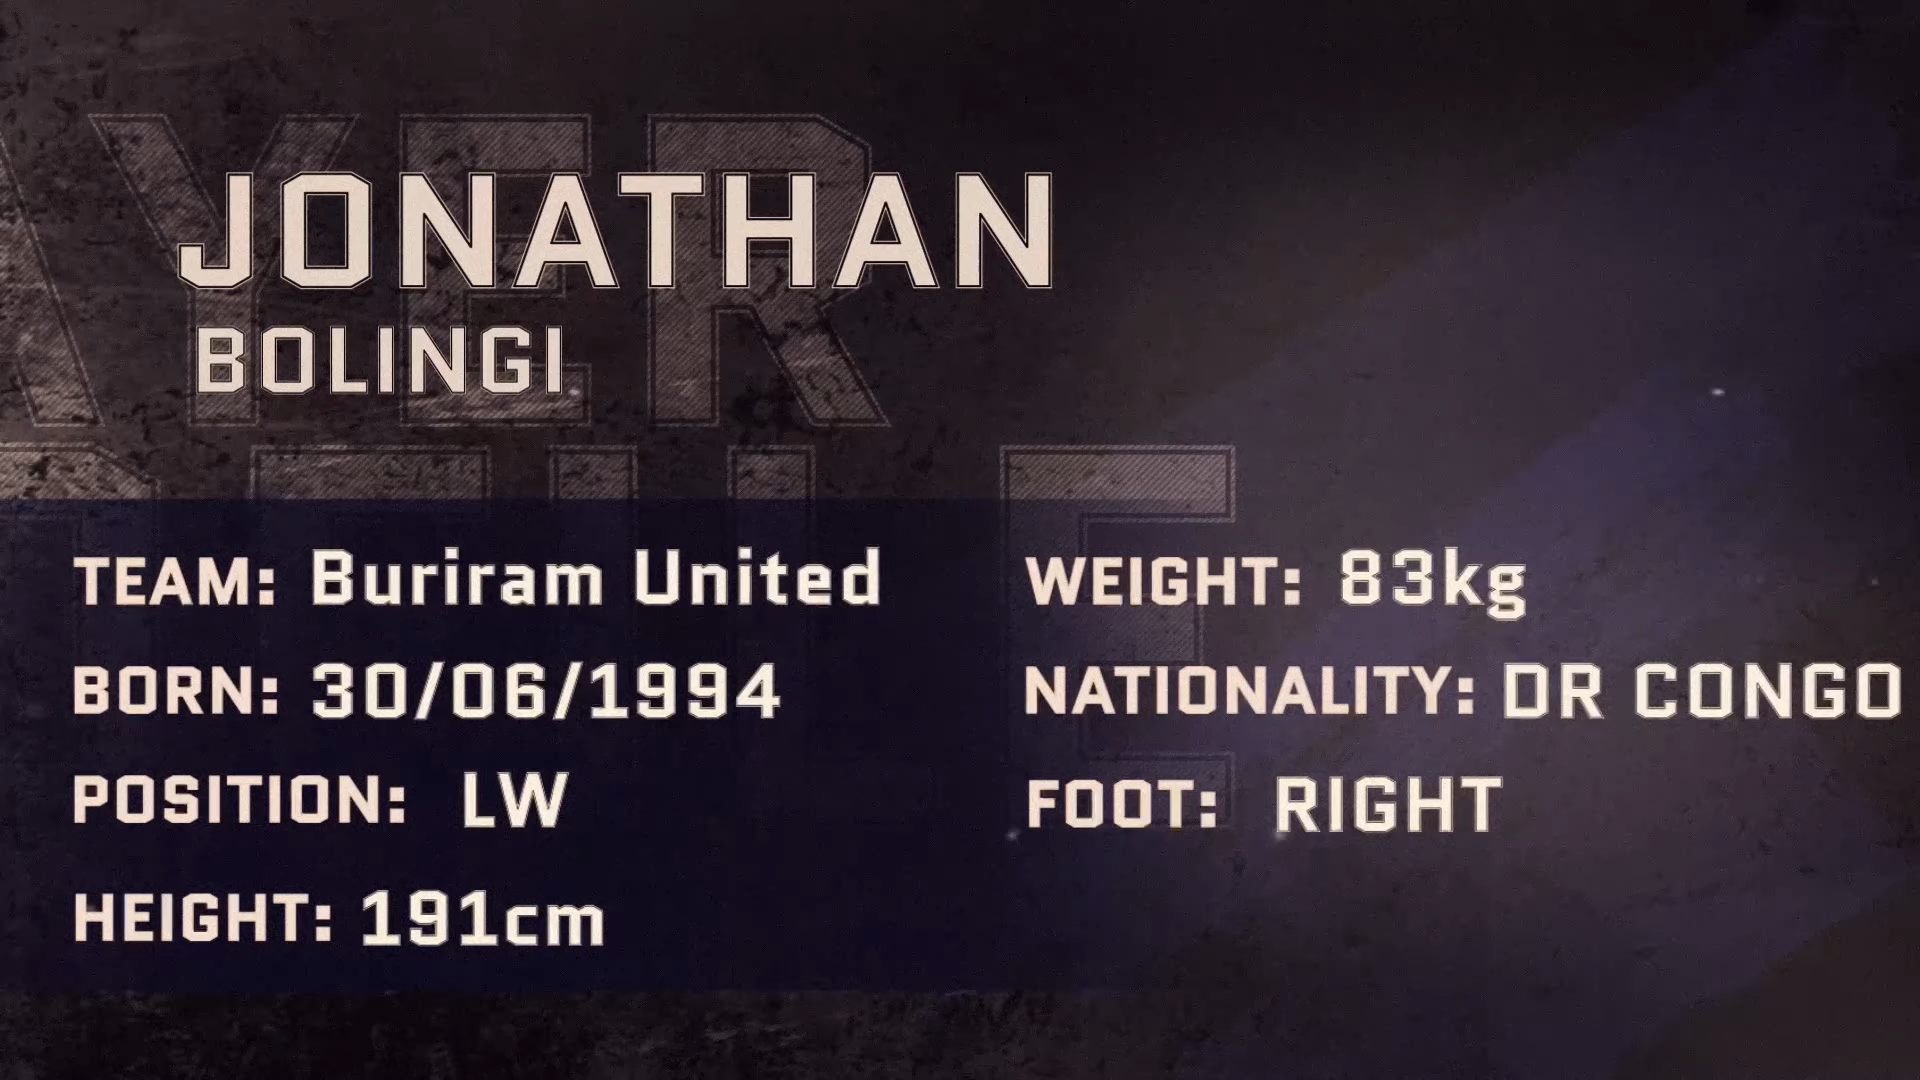 JONATHAN
BOLINGI
TEAM: Buriram United
BORN: 30/06/1994
POSITION: LW
HEIGHT: 191cm
WEIGHT: 83kg
NATIONALITY: DR CONGO
FOOT: RIGHT